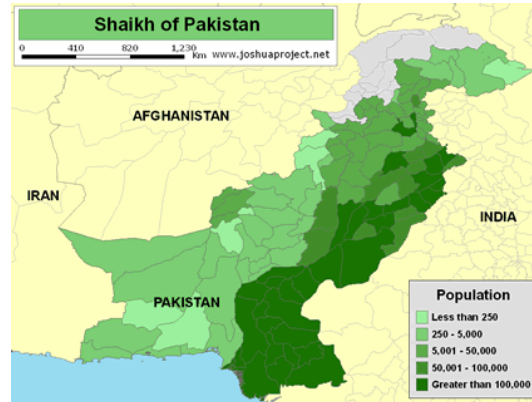 Shaikh of Pakistan
0 410 820 1,230
Km www.joshuaproject.net
AFGHANISTAN
IRAN
INDIA
PAKISTAN
Population
Less than 250
250 - 5,000
5,001 - 50,000
50,001 - 100,000
Greater than 100,000